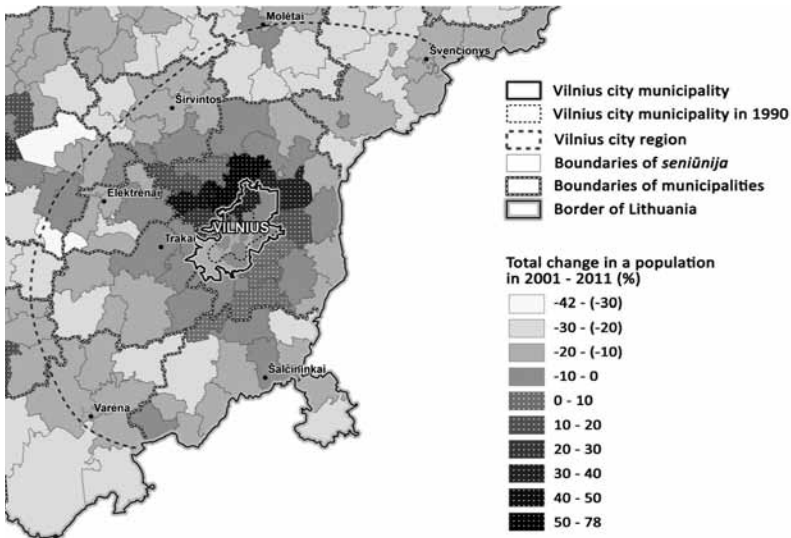 Molėtai
Švenčionys
Širvintos
Elektrėnai
VILNIUS
Trakai
Šalčininkai
Varėna
Vilnius city municipality
Vilnius city municipality in 1990
Vilnius city region
Boundaries of seniūnija
Boundaries of municipalities
Border of Lithuania
Total change in a population
in 2001 - 2011 (%)
-42 - (-30)
-30 - (-20)
-20 - (-10)
-10 - 0
0 - 10
10 - 20
20 - 30
30 - 40
40 - 50
50 - 78